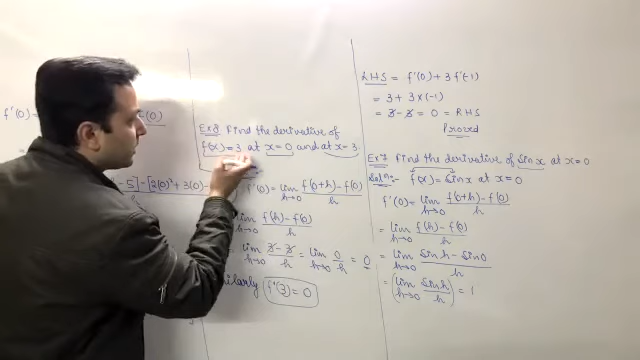 f'(0) =
(0)
- 5] - [2(0)² + 3(0) -
h
Ex 8 Find the derivative of
f(x) = 3 at x = 0 and at x = 3.
f'(0) = lim h→0 f(0+h) - f(0) / h
lim h→0 f(h) - f(0) / h
= lim h→0 3 - 3 / h = lim h→0 0 / h = 0
f'(3) = 0
LHS = f'(0) + 3 f'(-1)
= 3 + 3 × (-1)
= 3 - 3 = 0 = RHS
Proved
Find the derivative of Sin x at x = 0
Soln:- f(x) = Sin x at x = 0
f'(0) = lim h→0 f(0+h) - f(0) / h
= lim h→0 f(h) - f(0) / h
= lim h→0 Sin h - Sin 0 / h
= (lim h→0 Sin h / h) = 1